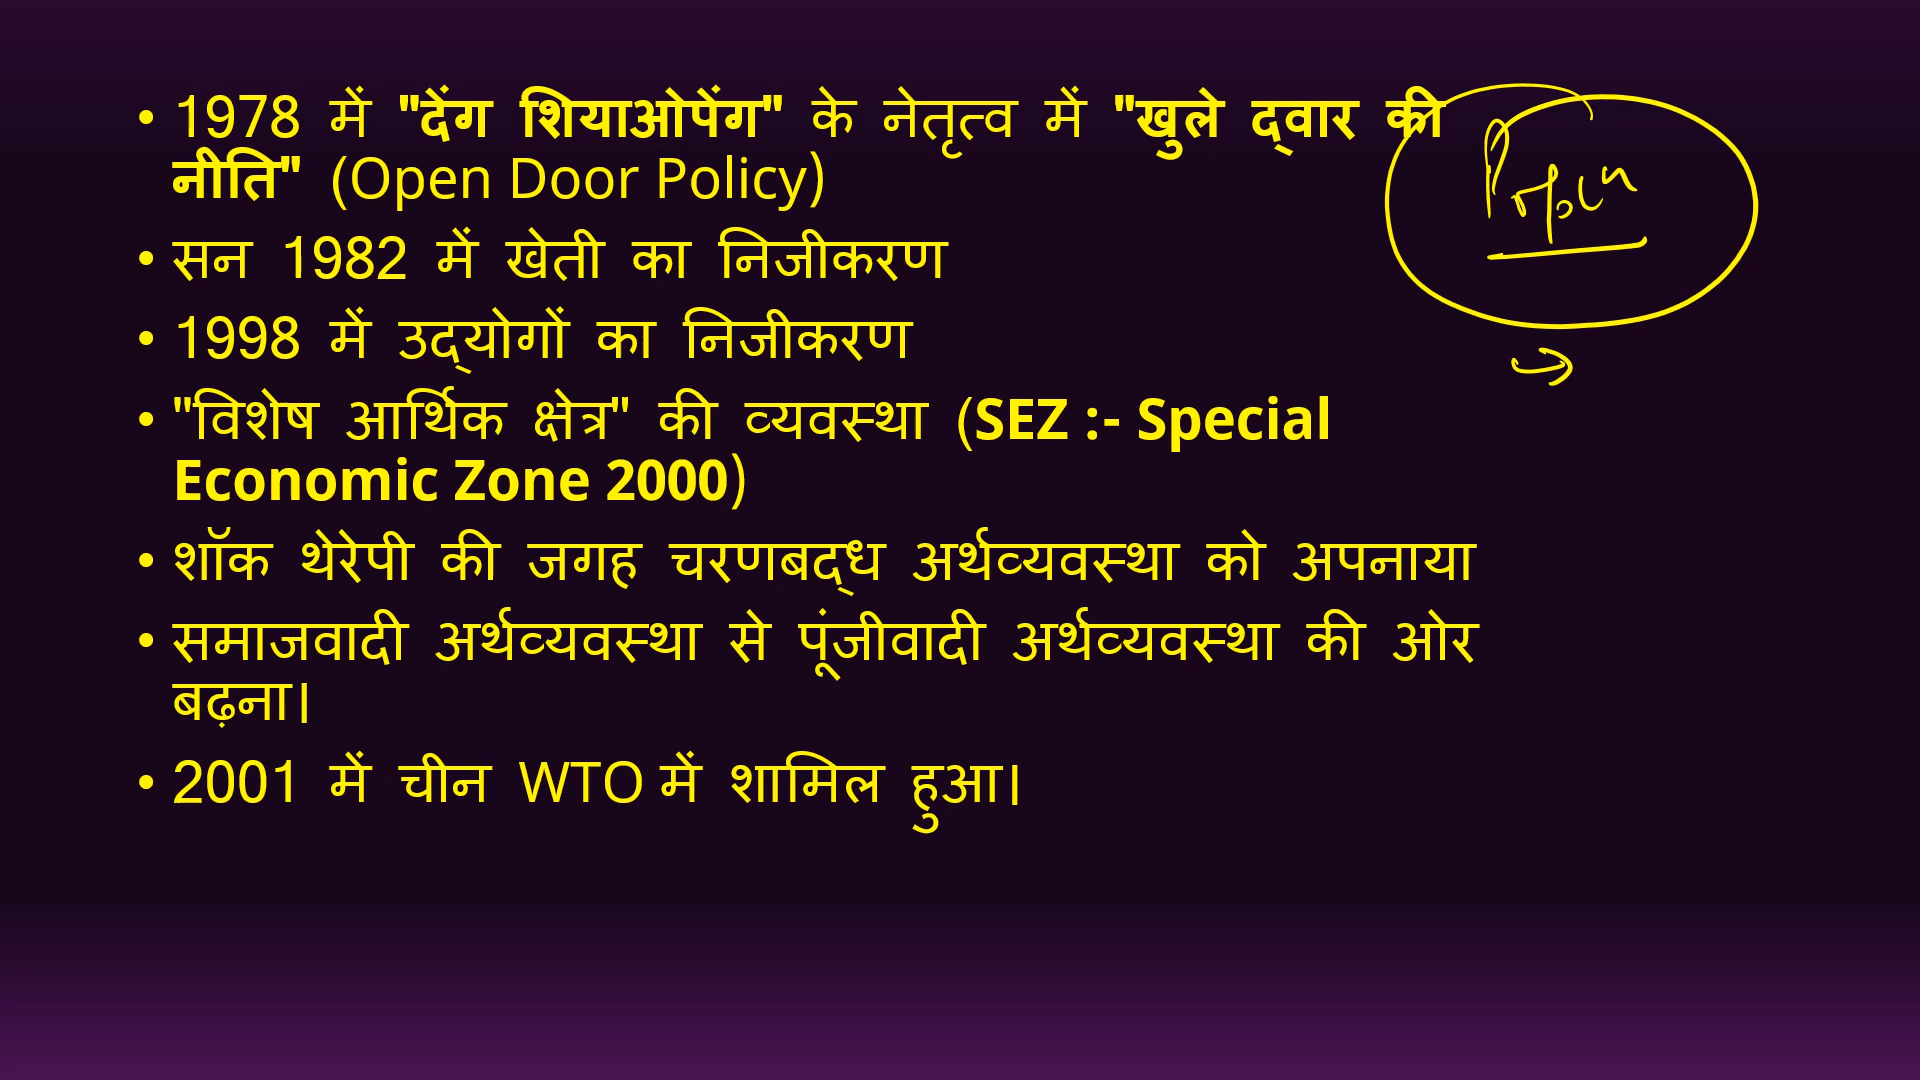 • 1978 में "देंग शियाओपेंग" के नेतृत्व में "खुले द्वार की
नीति" (Open Door Policy)
• सन 1982 में खेती का निजीकरण
• 1998 में उद्योगों का निजीकरण
• "विशेष आर्थिक क्षेत्र" की व्यवस्था (SEZ :- Special
Economic Zone 2000)
• शॉक थेरेपी की जगह चरणबद्ध अर्थव्यवस्था को अपनाया
• समाजवादी अर्थव्यवस्था से पूंजीवादी अर्थव्यवस्था की ओर
बढ़ना।
• 2001 में चीन WTO में शामिल हुआ।